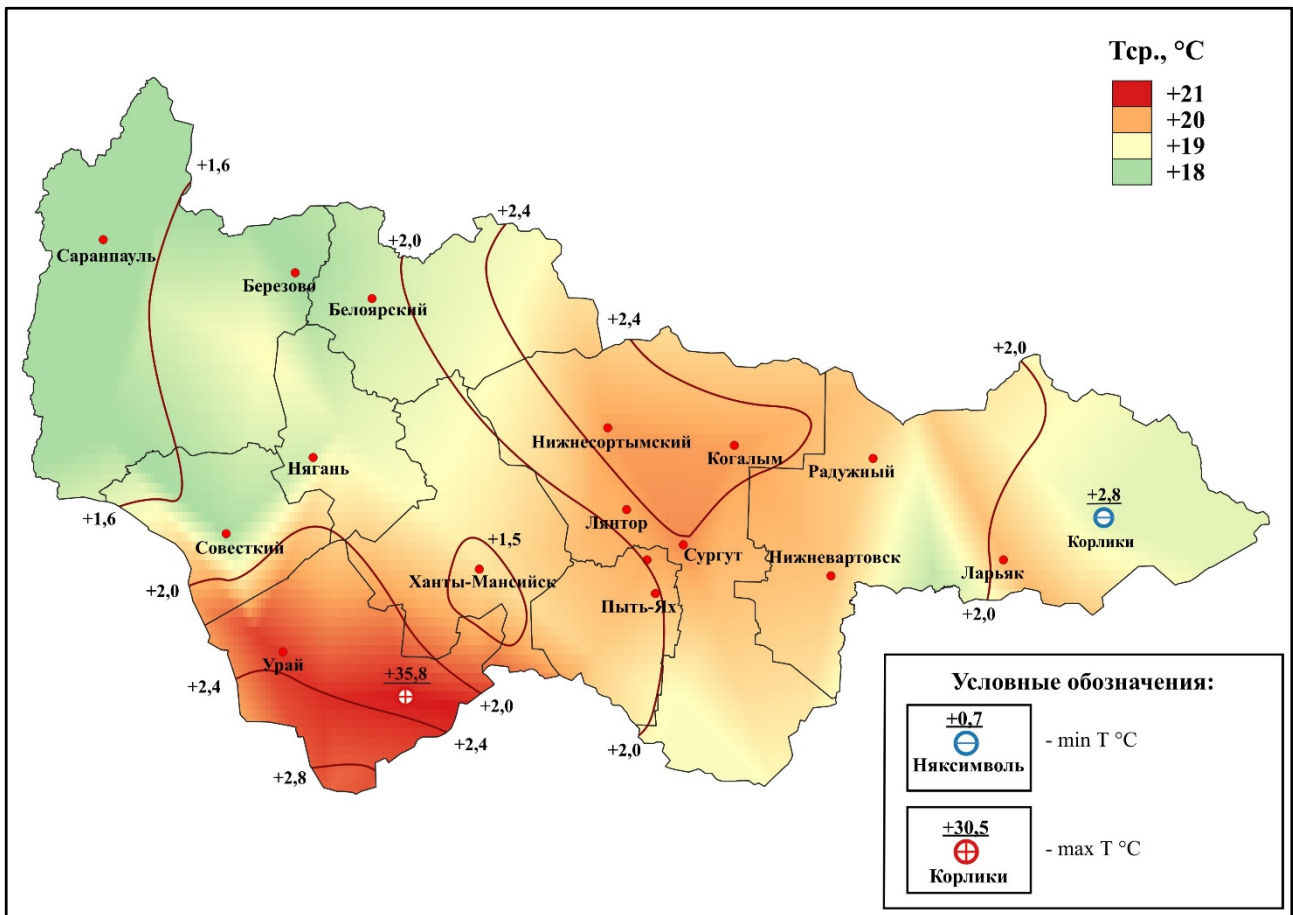 Тср., °C
+21
+20
+19
+18
+1,6
+2,4
+2,0
Саранпауль
Березово
Белоярский
+2,4
+2,0
Нижнесортымский
Когалым
Радужный
Нягань
+2,8
Корлики
+1,6
Лянтор
Совесткий
+1,5
Сургут
Нижневартовск
Ларьяк
Ханты-Мансийск
+2,0
Пыть-Ях
+2,0
Урай
+35,8
+2,4
+2,0
+2,4
+2,0
+2,8
Условные обозначения:
+0,7
- min T °C
Няксимволь
+30,5
- max T °C
Корлики